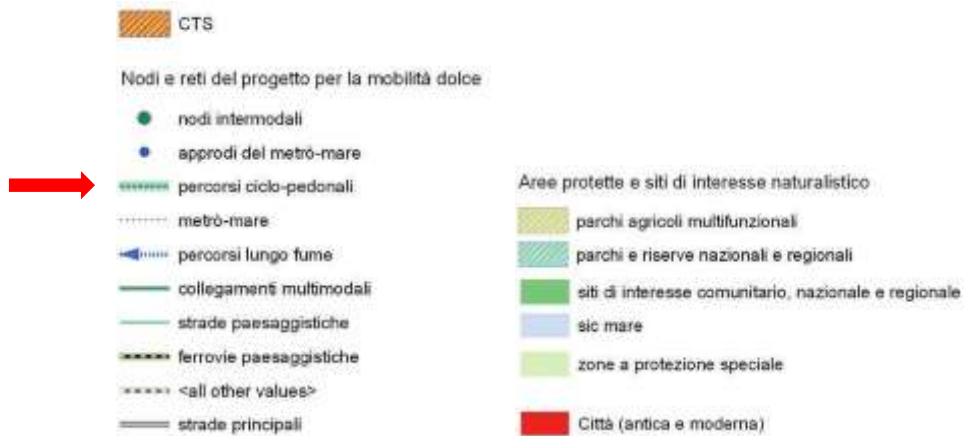 CTS
Nodi e reti del progetto per la mobilità dolce
nodi intermodali
approdi del metrò-mare
percorsi ciclo-pedonali
metrò-mare
percorsi lungo fume
collegamenti multimodali
strade paesaggistiche
ferrovie paesaggistiche
<all other values>
strade principali
Aree protette e siti di interesse naturalistico
parchi agricoli multifunzionali
parchi e riserve nazionali e regionali
siti di interesse comunitario, nazionale e regionale
sic mare
zone a protezione speciale
Città (antica e moderna)